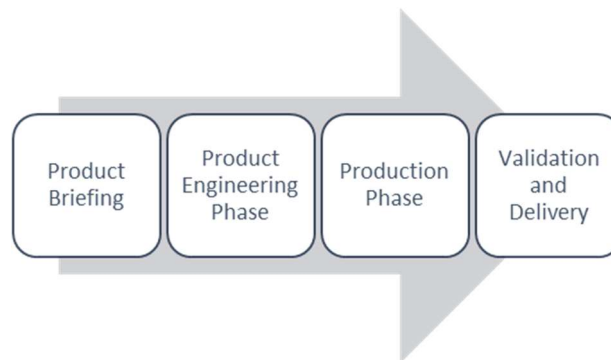 Product
Briefing
Product
Engineering
Phase
Production
Phase
Validation
and
Delivery